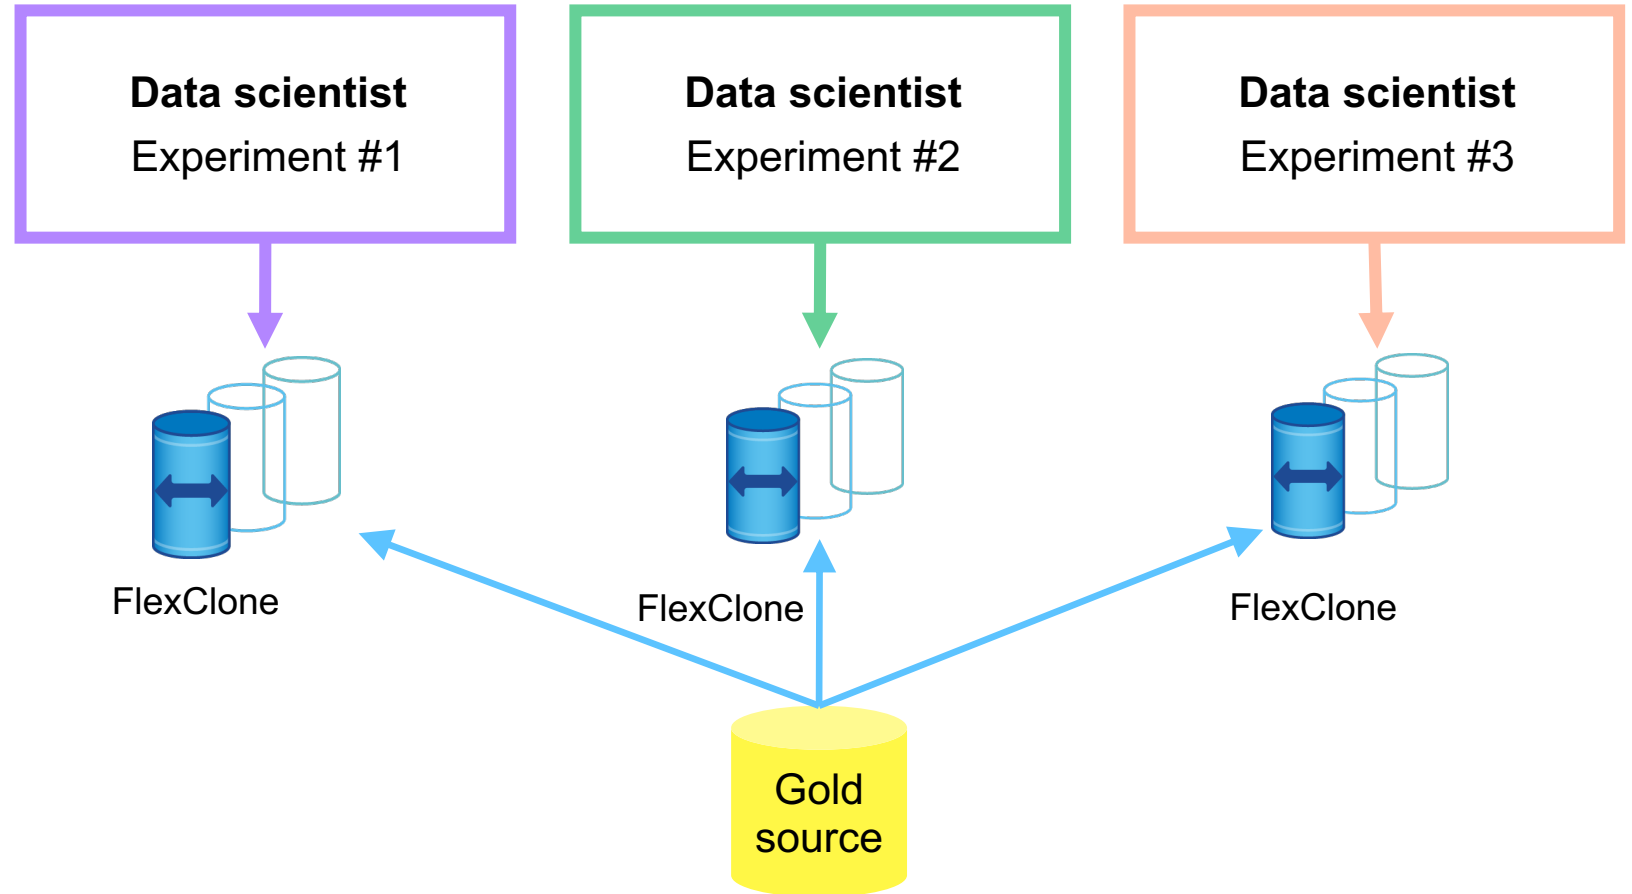 Data scientist
Experiment #1
Data scientist
Experiment #2
Data scientist
Experiment #3
FlexClone
FlexClone
FlexClone
Gold
source